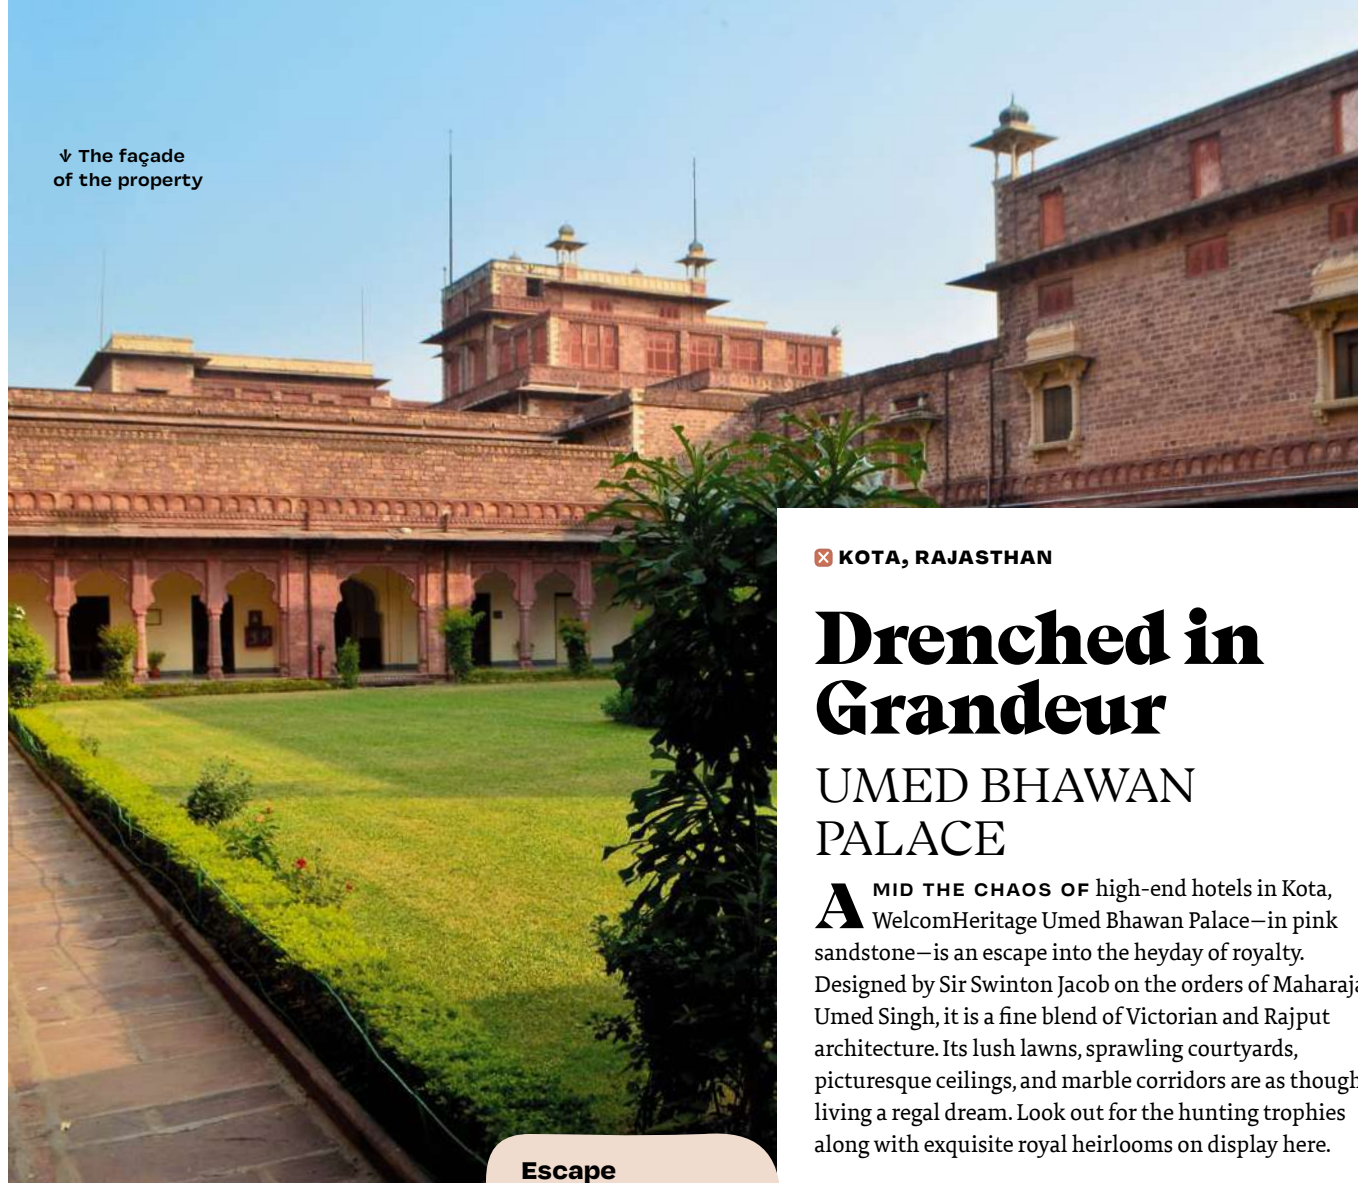 The façade
of the property
KOTA, RAJASTHAN
Drenched in
Grandeur
UMED BHAWAN
PALACE
AMID THE CHAOS OF high-end hotels in Kota,
WelcomHeritage Umed Bhawan Palace—in pink
sandstone—is an escape into the heyday of royalty.
Designed by Sir Swinton Jacob on the orders of Maharaja
Umed Singh, it is a fine blend of Victorian and Rajput
architecture. Its lush lawns, sprawling courtyards,
picturesque ceilings, and marble corridors are as though
living a regal dream. Look out for the hunting trophies
along with exquisite royal heirlooms on display here.
Escape